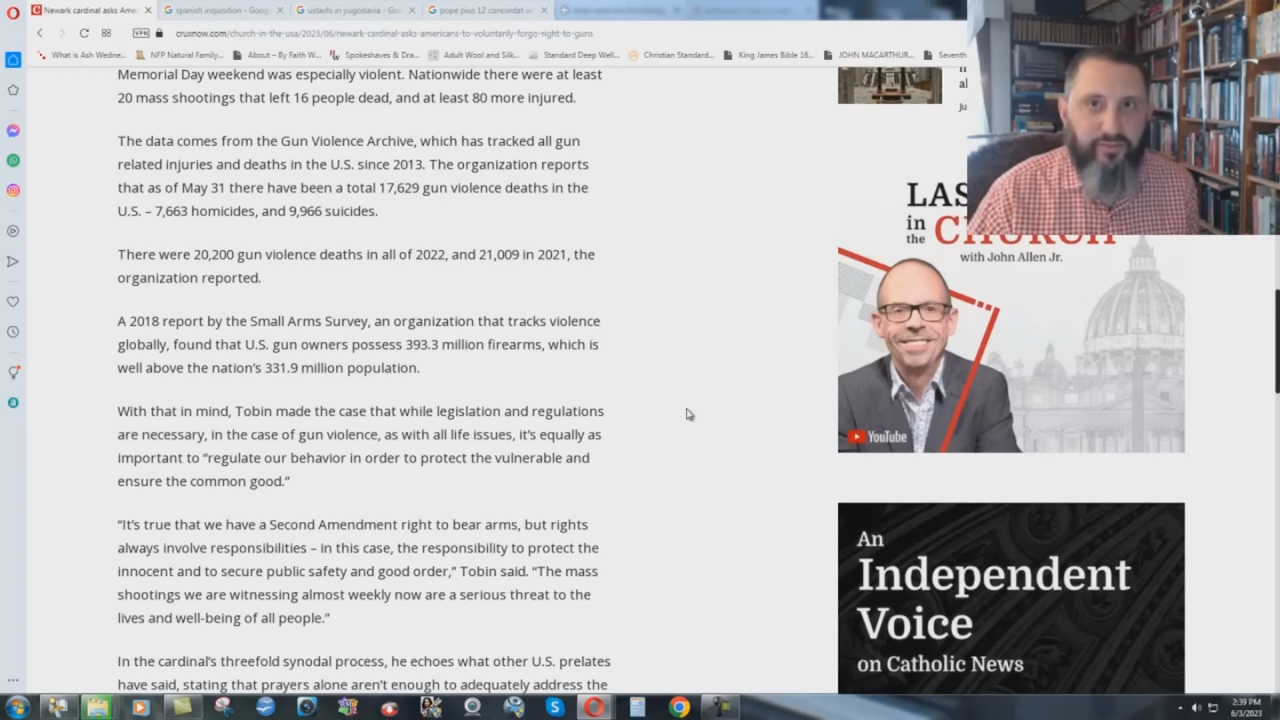 Newark cardinal asks Ame
spanish inquisition - Goog
ustashi in yugoslavia - Go
pope pius 12 concordat w
VPN
cruxnow.com/church-in-the-usa/2023/06/newark-cardinal-asks-americans-to-voluntarily-forgo-right-to-guns
What is Ash Wedne...
NFP Natural Family...
About – By Faith W...
Spokeshaves & Dra...
Adult Wool and Silk...
Standard Deep Well...
Christian Standard...
King James Bible 16...
JOHN MACARTHUR...
Seventh
Memorial Day weekend was especially violent. Nationwide there were at least
20 mass shootings that left 16 people dead, and at least 80 more injured.
The data comes from the Gun Violence Archive, which has tracked all gun
related injuries and deaths in the U.S. since 2013. The organization reports
that as of May 31 there have been a total 17,629 gun violence deaths in the
U.S. – 7,663 homicides, and 9,966 suicides.
There were 20,200 gun violence deaths in all of 2022, and 21,009 in 2021, the
organization reported.
A 2018 report by the Small Arms Survey, an organization that tracks violence
globally, found that U.S. gun owners possess 393.3 million firearms, which is
well above the nation's 331.9 million population.
With that in mind, Tobin made the case that while legislation and regulations
are necessary, in the case of gun violence, as with all life issues, it's equally as
important to “regulate our behavior in order to protect the vulnerable and
ensure the common good.”
“It's true that we have a Second Amendment right to bear arms, but rights
always involve responsibilities – in this case, the responsibility to protect the
innocent and to secure public safety and good order,” Tobin said. “The mass
shootings we are witnessing almost weekly now are a serious threat to the
lives and well-being of all people.”
In the cardinal's threefold synodal process, he echoes what other U.S. prelates
have said, stating that prayers alone aren't enough to adequately address the
al
Ju
LAS
in
the CHURCH
with John Allen Jr.
YouTube
An
Independent
Voice
on Catholic News
2:39 PM
6/3/2023